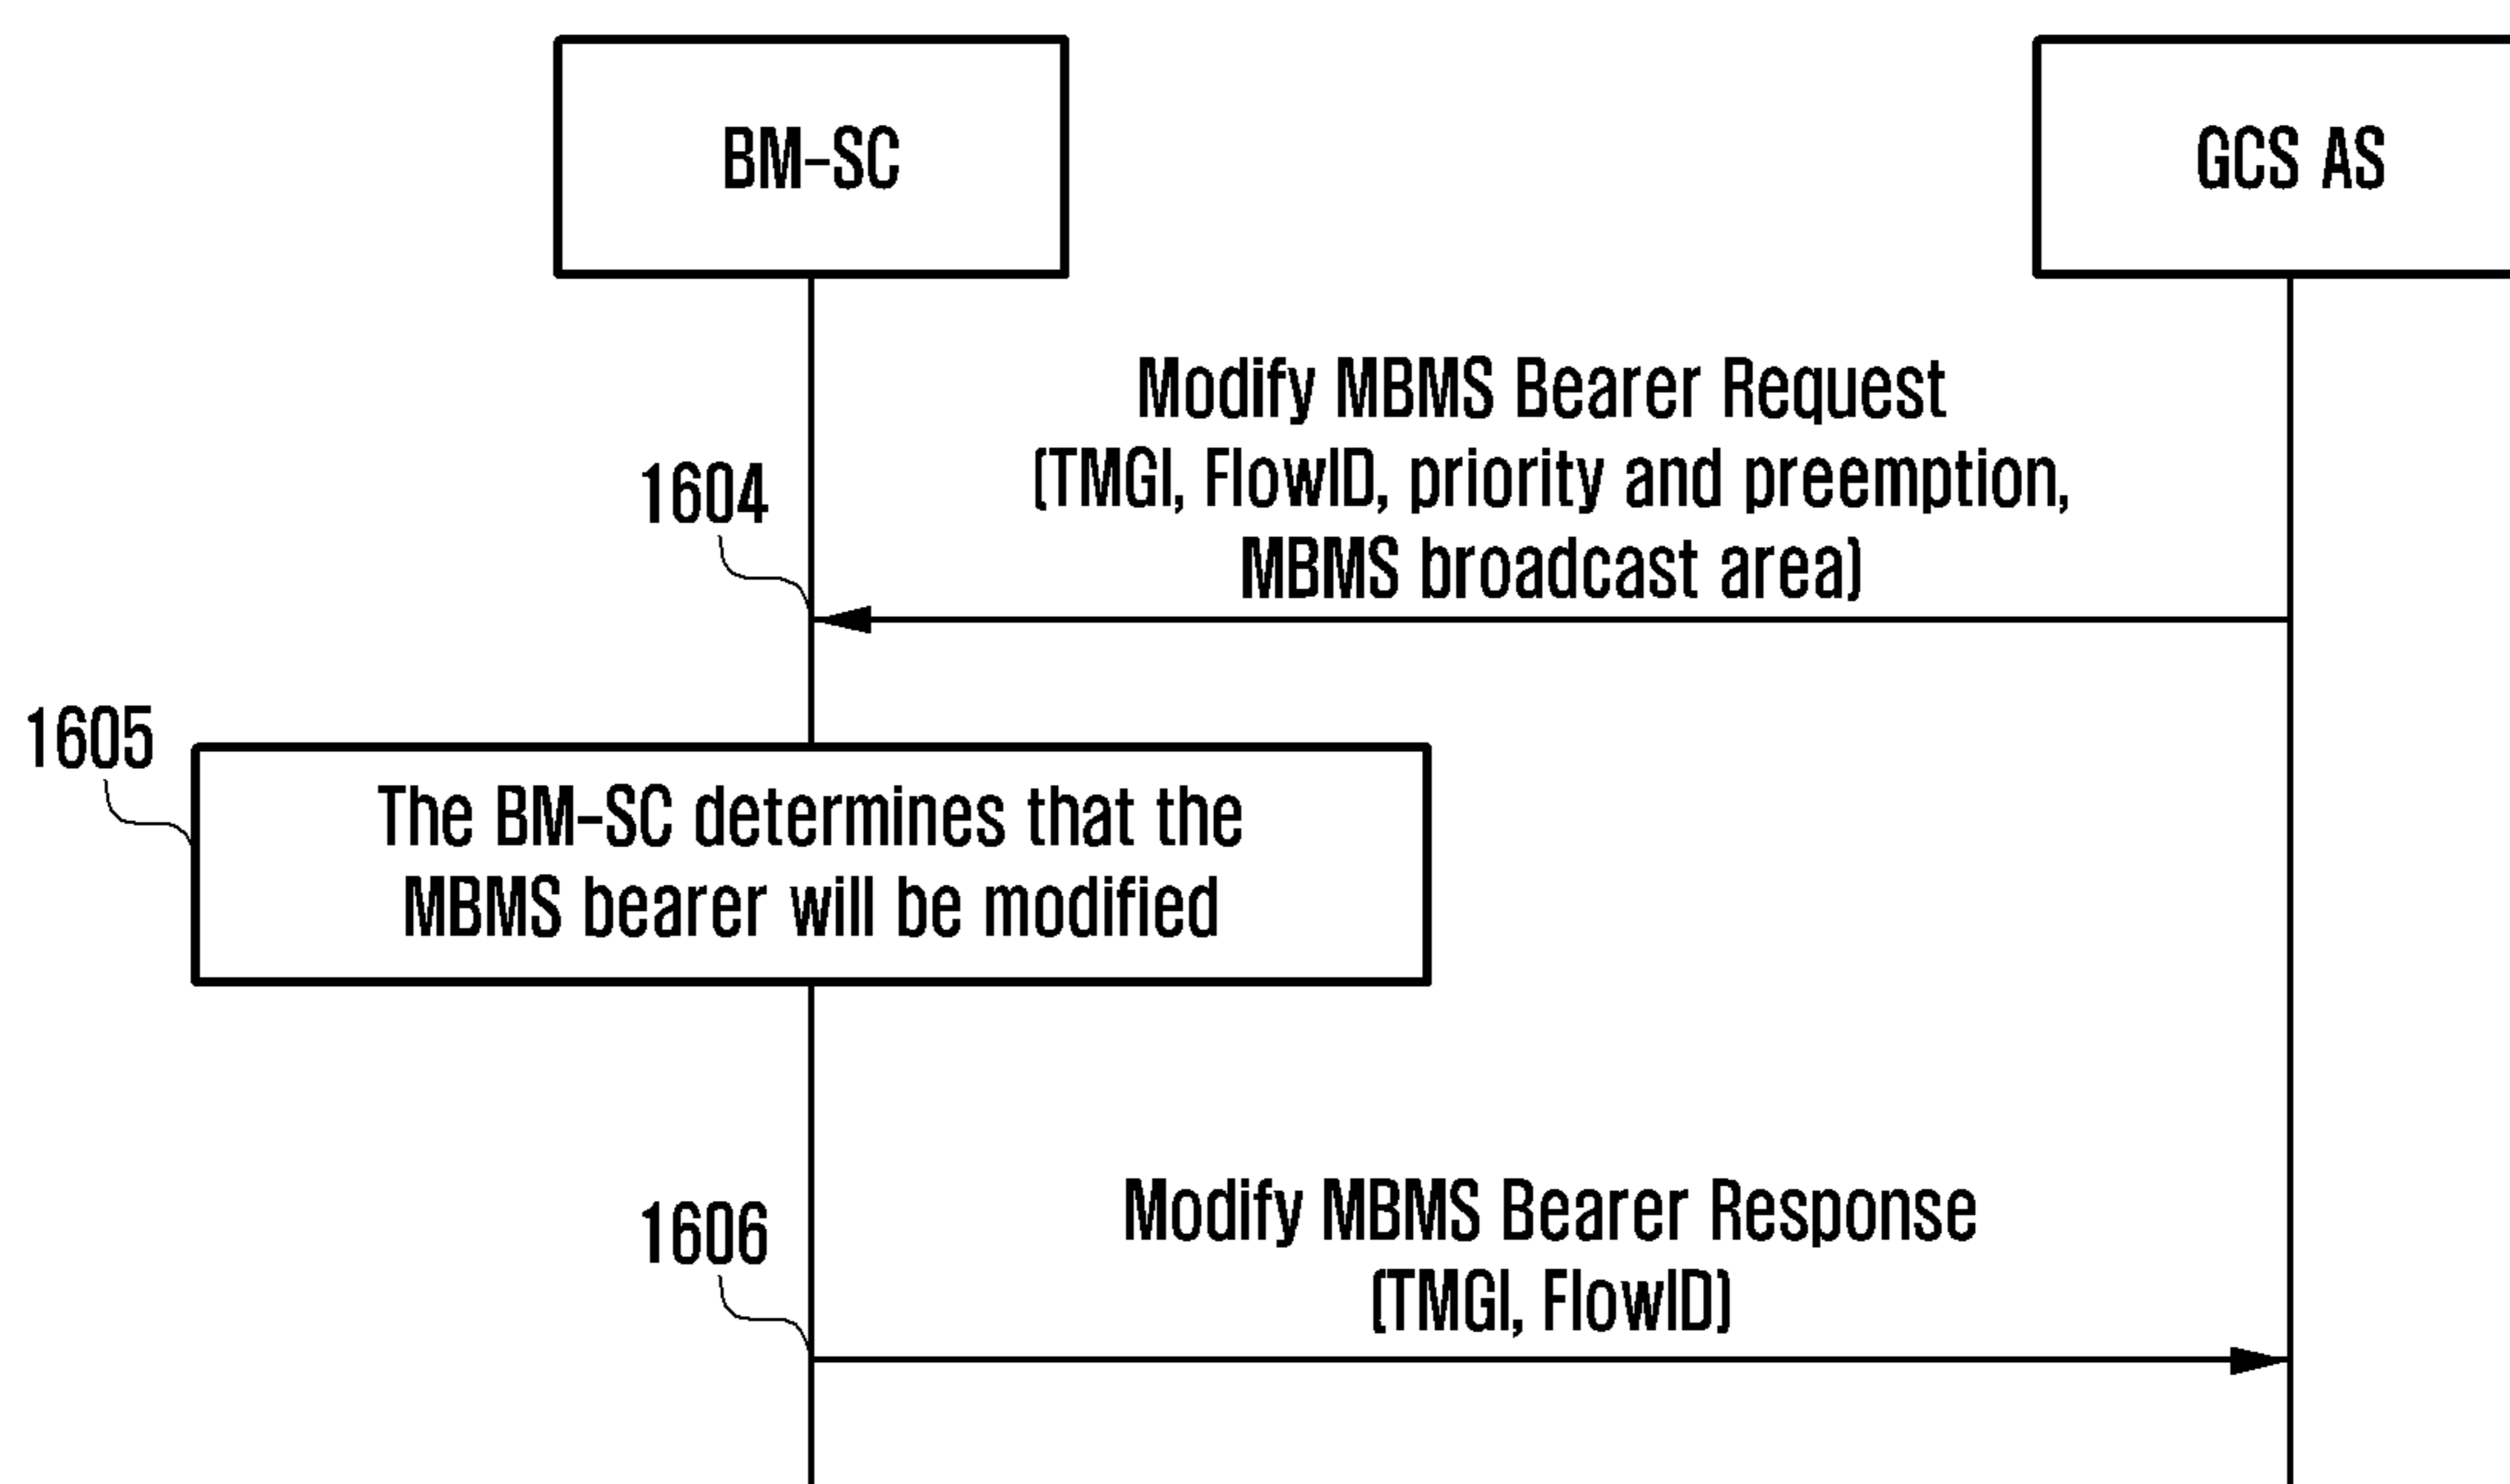 BM-SC
GCS AS
Modify MBMS Bearer Request
(TMGI, FlowID, priority and preemption,
MBMS broadcast area)
1604
1605
The BM-SC determines that the
MBMS bearer will be modified
1606
Modify MBMS Bearer Response
(TMGI, FlowID)